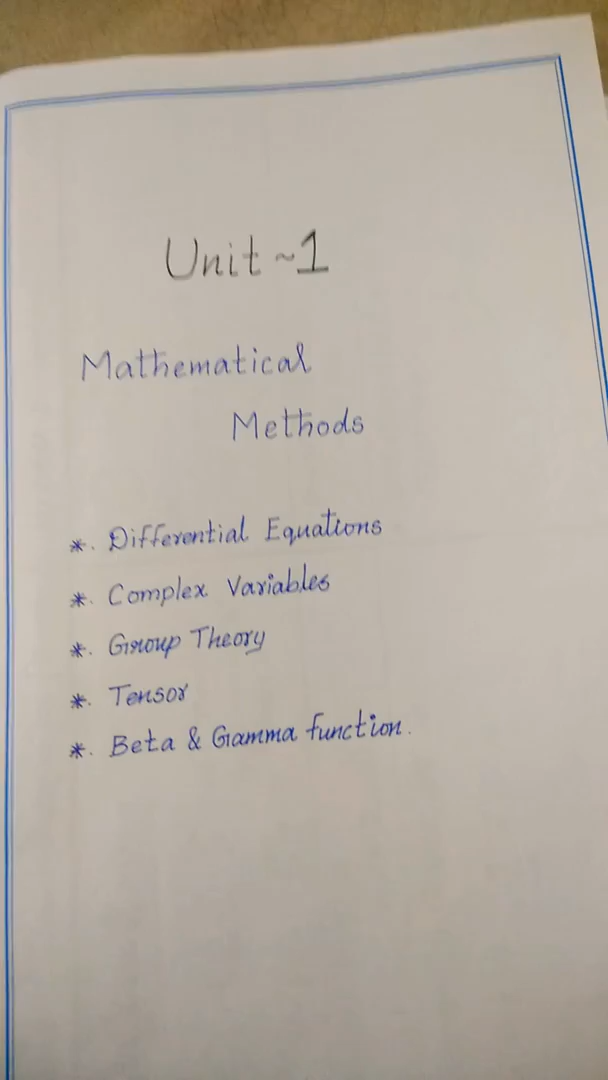 Unit ~1
Mathematical
Methods
*. Differential Equations
*. Complex Variables
*. Group Theory
*. Tensor
*. Beta & Gamma function.